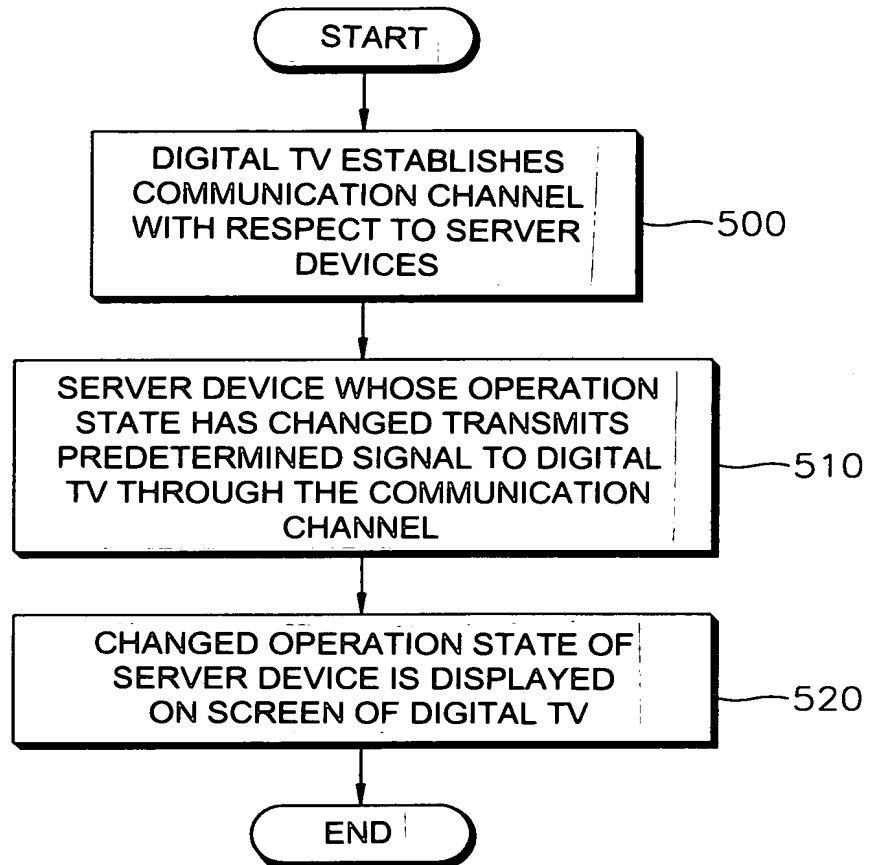 START
DIGITAL TV ESTABLISHES
COMMUNICATION CHANNEL
WITH RESPECT TO SERVER
DEVICES
500
SERVER DEVICE WHOSE OPERATION
STATE HAS CHANGED TRANSMITS
PREDETERMINED SIGNAL TO DIGITAL
TV THROUGH THE COMMUNICATION
CHANNEL
510
CHANGED OPERATION STATE OF
SERVER DEVICE IS DISPLAYED
ON SCREEN OF DIGITAL TV
520
END